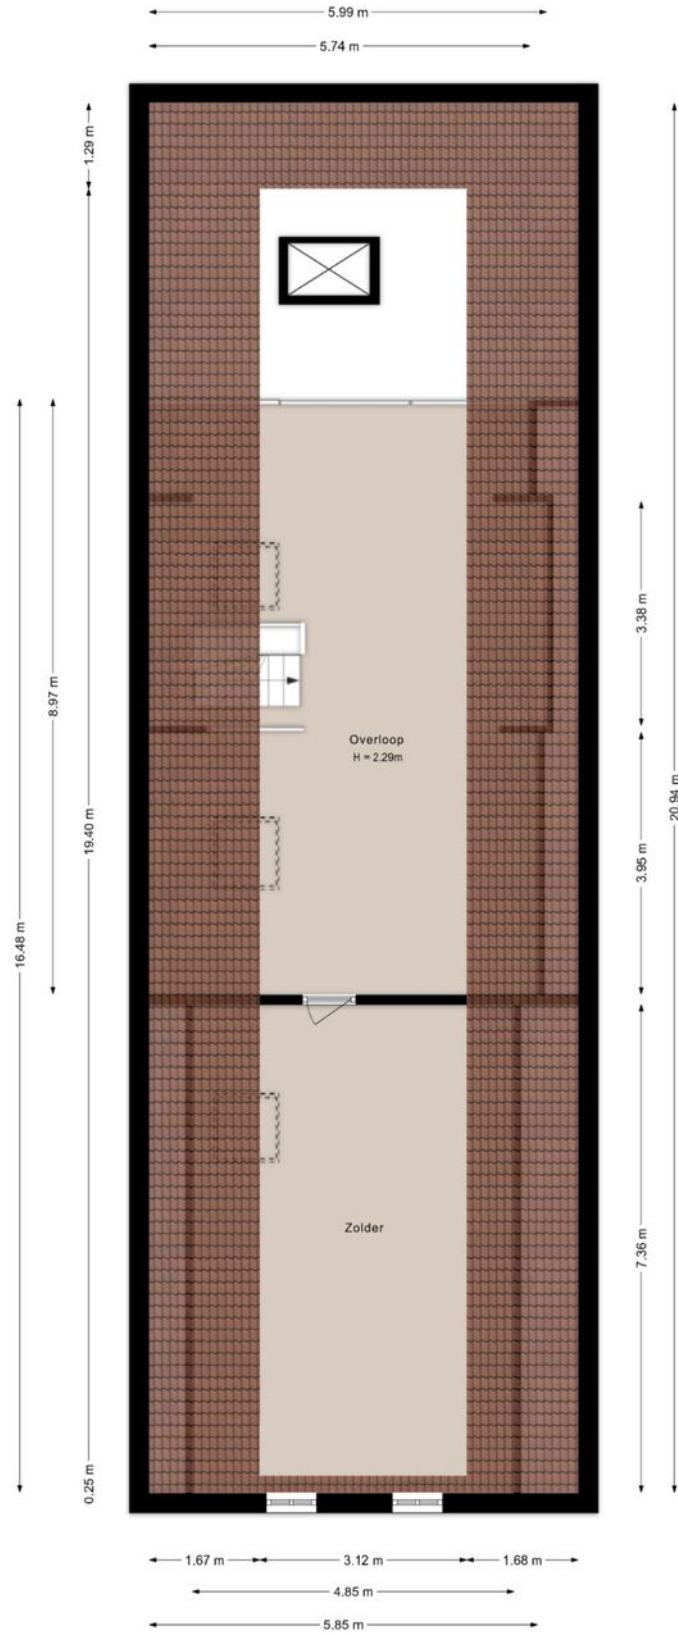 5.99 m
5.74 m
1.29 m
3.38 m
8.97 m
Overloop
H = 2.29m
20.94 m
19.40 m
3.95 m
16.48 m
Zolder
7.36 m
0.25 m
1.67 m
3.12 m
1.68 m
4.85 m
5.85 m